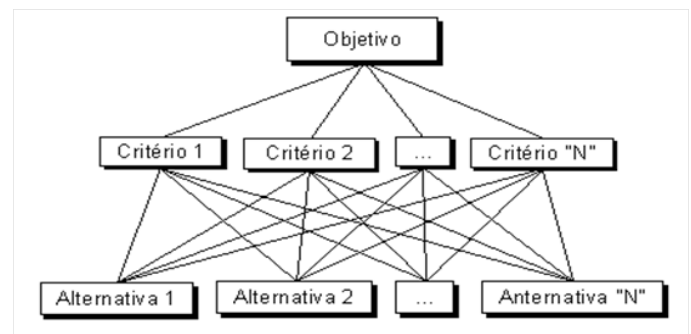 Objetivo
Critério 1 Critério 2 ... Critério "N"
Alternativa 1 Alternativa 2 ... Anternativa "N"